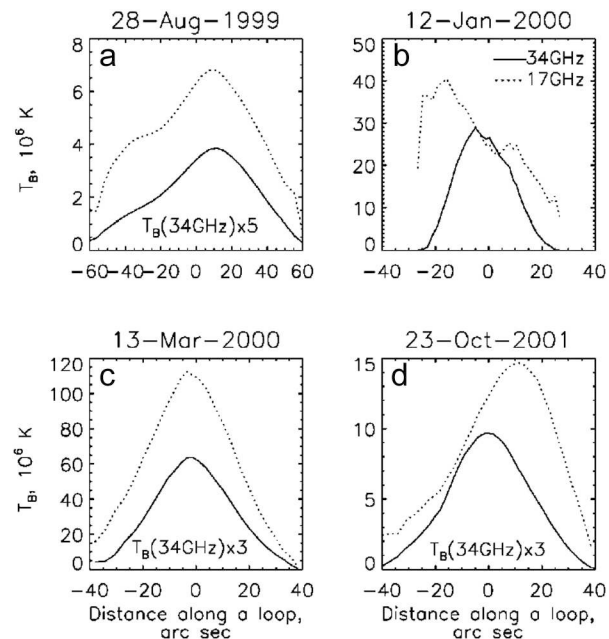 28-Aug-1999
a
T_B, 10^6 K
8
6
4
2
0
T_B(34GHz)x5
-60 -40 -20 0 20 40 60
12-Jan-2000
b
34GHz
17GHz
50
40
30
20
10
0
-40 -20 0 20 40
13-Mar-2000
c
T_B, 10^6 K
120
100
80
60
40
20
0
T_B(34GHz)x3
-40 -20 0 20 40
Distance along a loop,
arc sec
23-Oct-2001
d
15
10
5
0
T_B(34GHz)x3
-40 -20 0 20 40
Distance along a loop,
arc sec